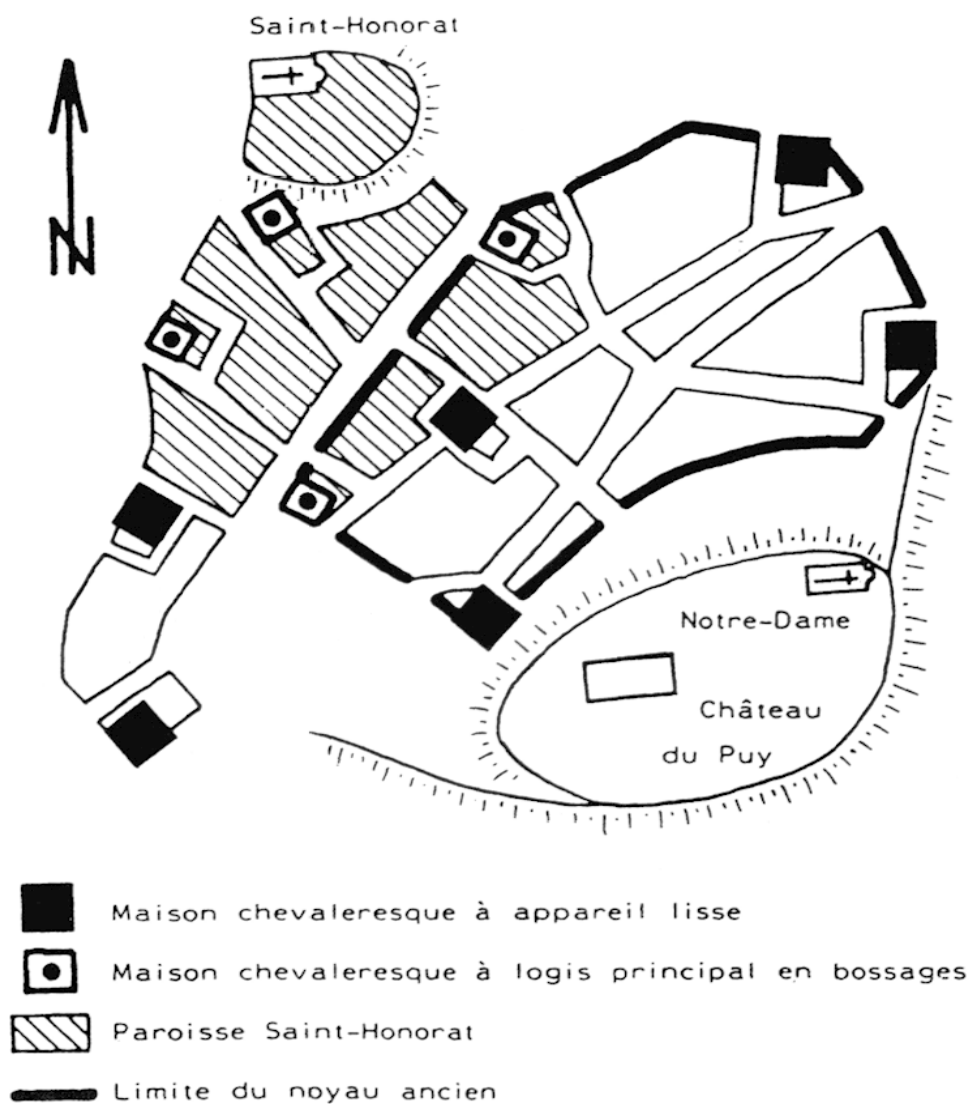 Saint-Honorat
N
Notre-Dame
Château
du Puy
Maison chevaleresque à appareil lisse
Maison chevaleresque à logis principal en bossages
Paroisse Saint-Honorat
Limite du noyau ancien